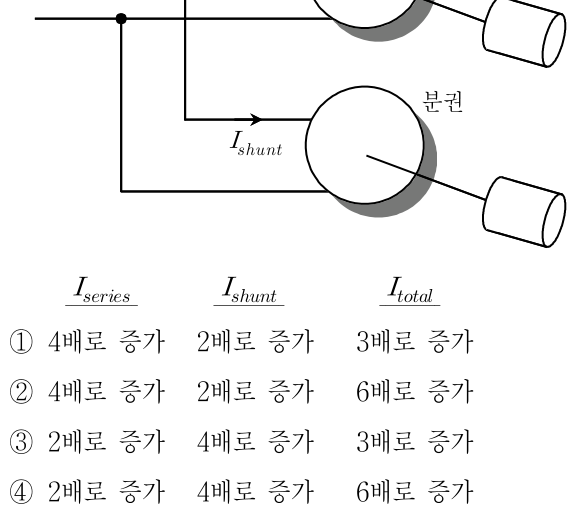 분권
I_shunt
I_series I_shunt I_total
① 4배로 증가 2배로 증가 3배로 증가
② 4배로 증가 2배로 증가 6배로 증가
③ 2배로 증가 4배로 증가 3배로 증가
④ 2배로 증가 4배로 증가 6배로 증가